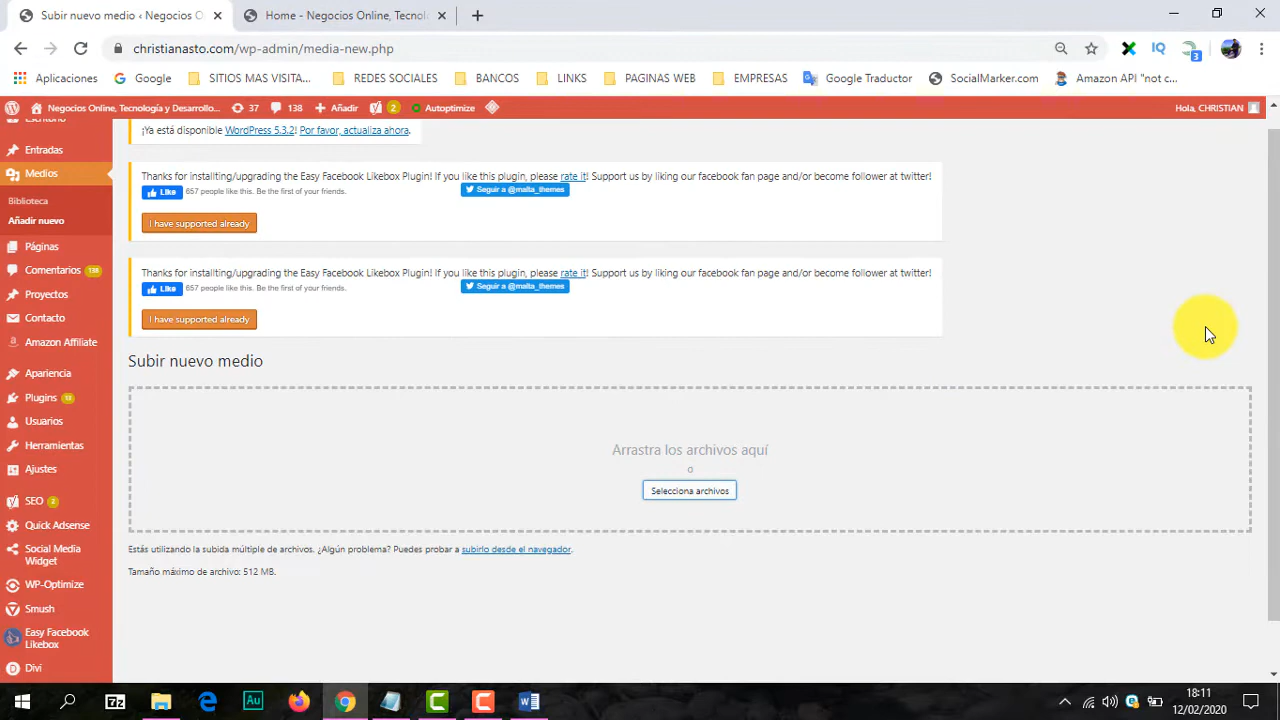 Subir nuevo medio ‹ Negocios O
Home - Negocios Online, Tecnol
christianasto.com/wp-admin/media-new.php
IQ
3
Aplicaciones
Google
SITIOS MAS VISITA...
REDES SOCIALES
BANCOS
LINKS
PAGINAS WEB
EMPRESAS
Google Traductor
SocialMarker.com
Amazon API "not c...
Negocios Online, Tecnología y Desarrollo...
37
138
Añadir
2
Autoptimize
Hola, CHRISTIAN
Escritorio
Entradas
Medios
Biblioteca
Añadir nuevo
Páginas
Comentarios 138
Proyectos
Contacto
Amazon Affiliate
Apariencia
Plugins 13
Usuarios
Herramientas
Ajustes
SEO 2
Quick Adsense
Social Media
Widget
WP-Optimize
Smush
Easy Facebook
Likebox
Divi
¡Ya está disponible WordPress 5.3.2! Por favor, actualiza ahora.
Thanks for installting/upgrading the Easy Facebook Likebox Plugin! If you like this plugin, please rate it! Support us by liking our facebook fan page and/or become follower at twitter!
Like 657 people like this. Be the first of your friends.
Seguir a @malta_themes
I have supported already
Thanks for installting/upgrading the Easy Facebook Likebox Plugin! If you like this plugin, please rate it! Support us by liking our facebook fan page and/or become follower at twitter!
Like 657 people like this. Be the first of your friends.
Seguir a @malta_themes
I have supported already
Subir nuevo medio
Arrastra los archivos aquí
o
Selecciona archivos
Estás utilizando la subida múltiple de archivos. ¿Algún problema? Puedes probar a subirlo desde el navegador.
Tamaño máximo de archivo: 512 MB.
7z
Au
18:11
12/02/2020